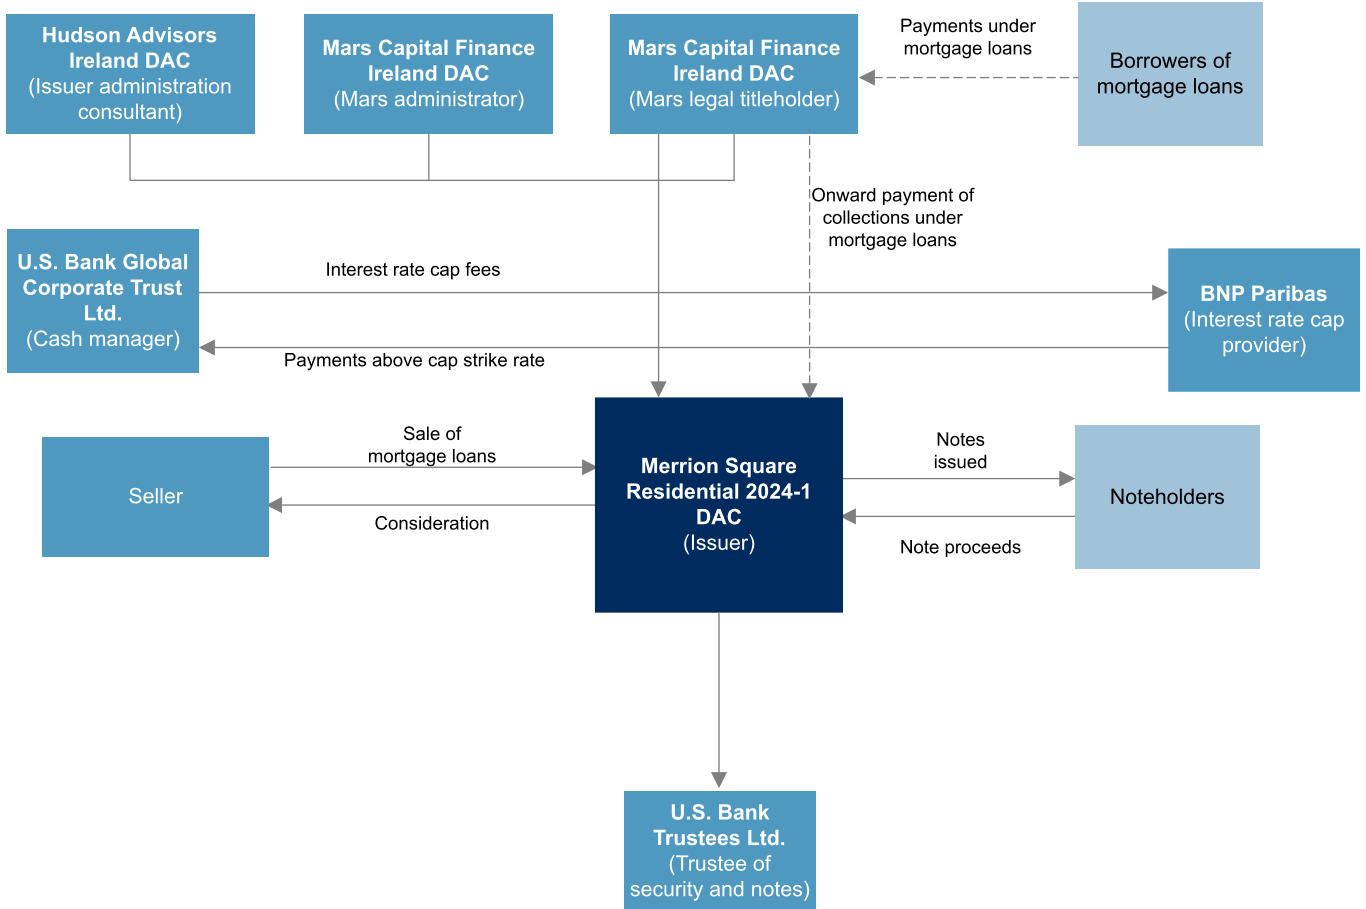 Hudson Advisors
Ireland DAC
(Issuer administration
consultant)
Mars Capital Finance
Ireland DAC
(Mars administrator)
Mars Capital Finance
Ireland DAC
(Mars legal titleholder)
Payments under
mortgage loans
Borrowers of
mortgage loans
Onward payment of
collections under
mortgage loans
U.S. Bank Global
Corporate Trust
Ltd.
(Cash manager)
Interest rate cap fees
Payments above cap strike rate
BNP Paribas
(Interest rate cap
provider)
Seller
Sale of
mortgage loans
Consideration
Merrion Square
Residential 2024-1
DAC
(Issuer)
Notes
issued
Note proceeds
Noteholders
U.S. Bank
Trustees Ltd.
(Trustee of
security and notes)